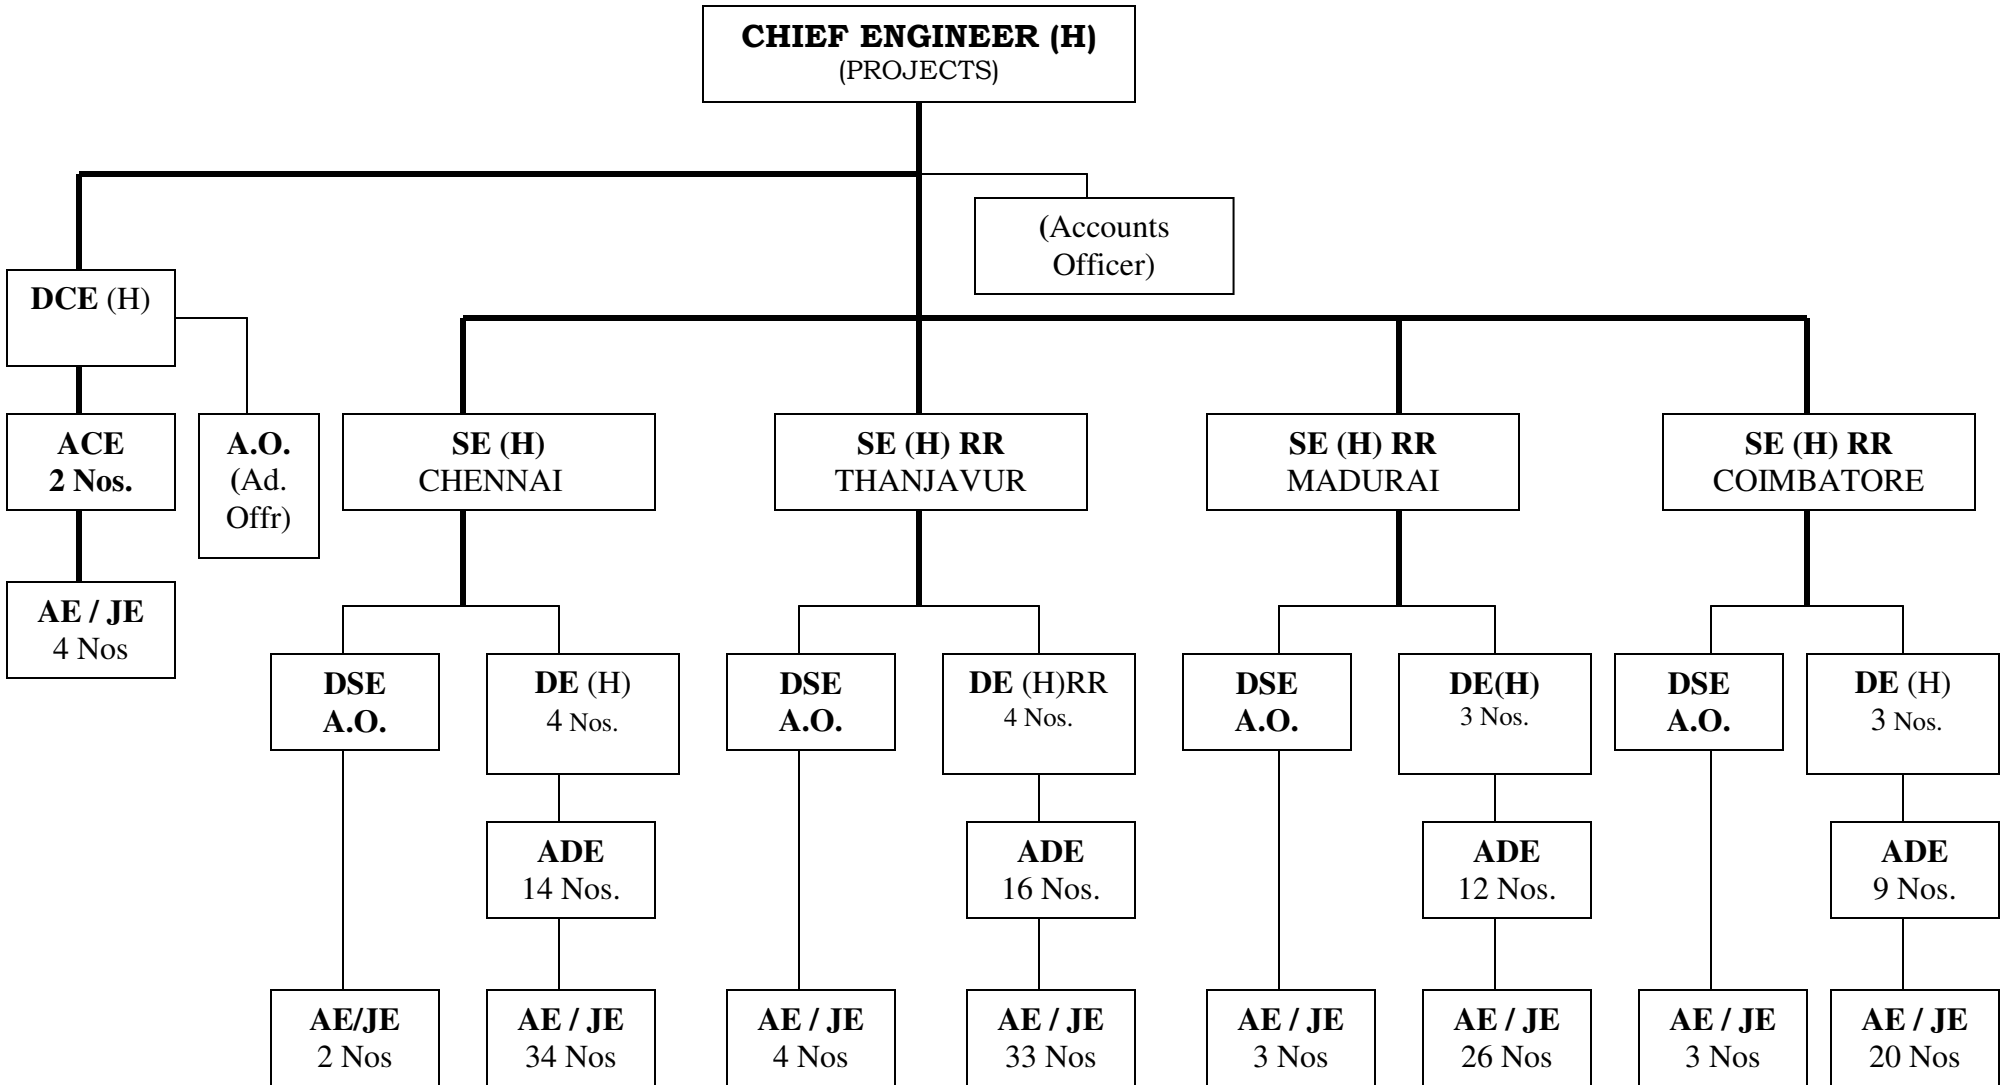 CHIEF ENGINEER (H)
(PROJECTS)
(Accounts
Officer)
DCE (H)
ACE
2 Nos.
A.O.
(Ad.
Offr)
SE (H)
CHENNAI
SE (H) RR
THANJAVUR
SE (H) RR
MADURAI
SE (H) RR
COIMBATORE
AE / JE
4 Nos
DSE
A.O.
DE (H)
4 Nos.
DSE
A.O.
DE (H)RR
4 Nos.
DSE
A.O.
DE(H)
3 Nos.
DSE
A.O.
DE (H)
3 Nos.
ADE
14 Nos.
ADE
16 Nos.
ADE
12 Nos.
ADE
9 Nos.
AE/JE
2 Nos
AE / JE
34 Nos
AE / JE
4 Nos
AE / JE
33 Nos
AE / JE
3 Nos
AE / JE
26 Nos
AE / JE
3 Nos
AE / JE
20 Nos